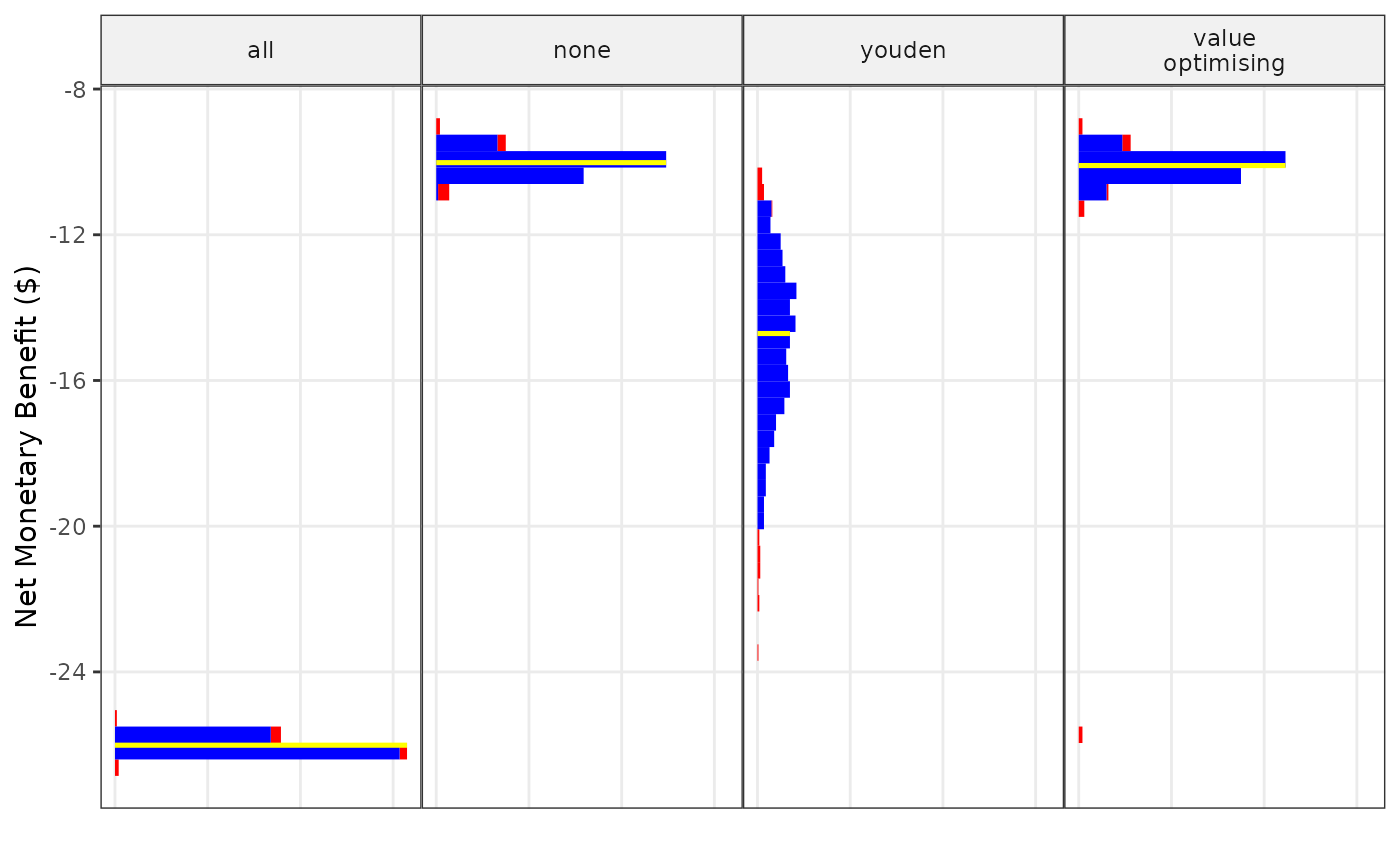 all
none
youden
value
optimising
Net Monetary Benefit ($)
-8
-12
-16
-20
-24